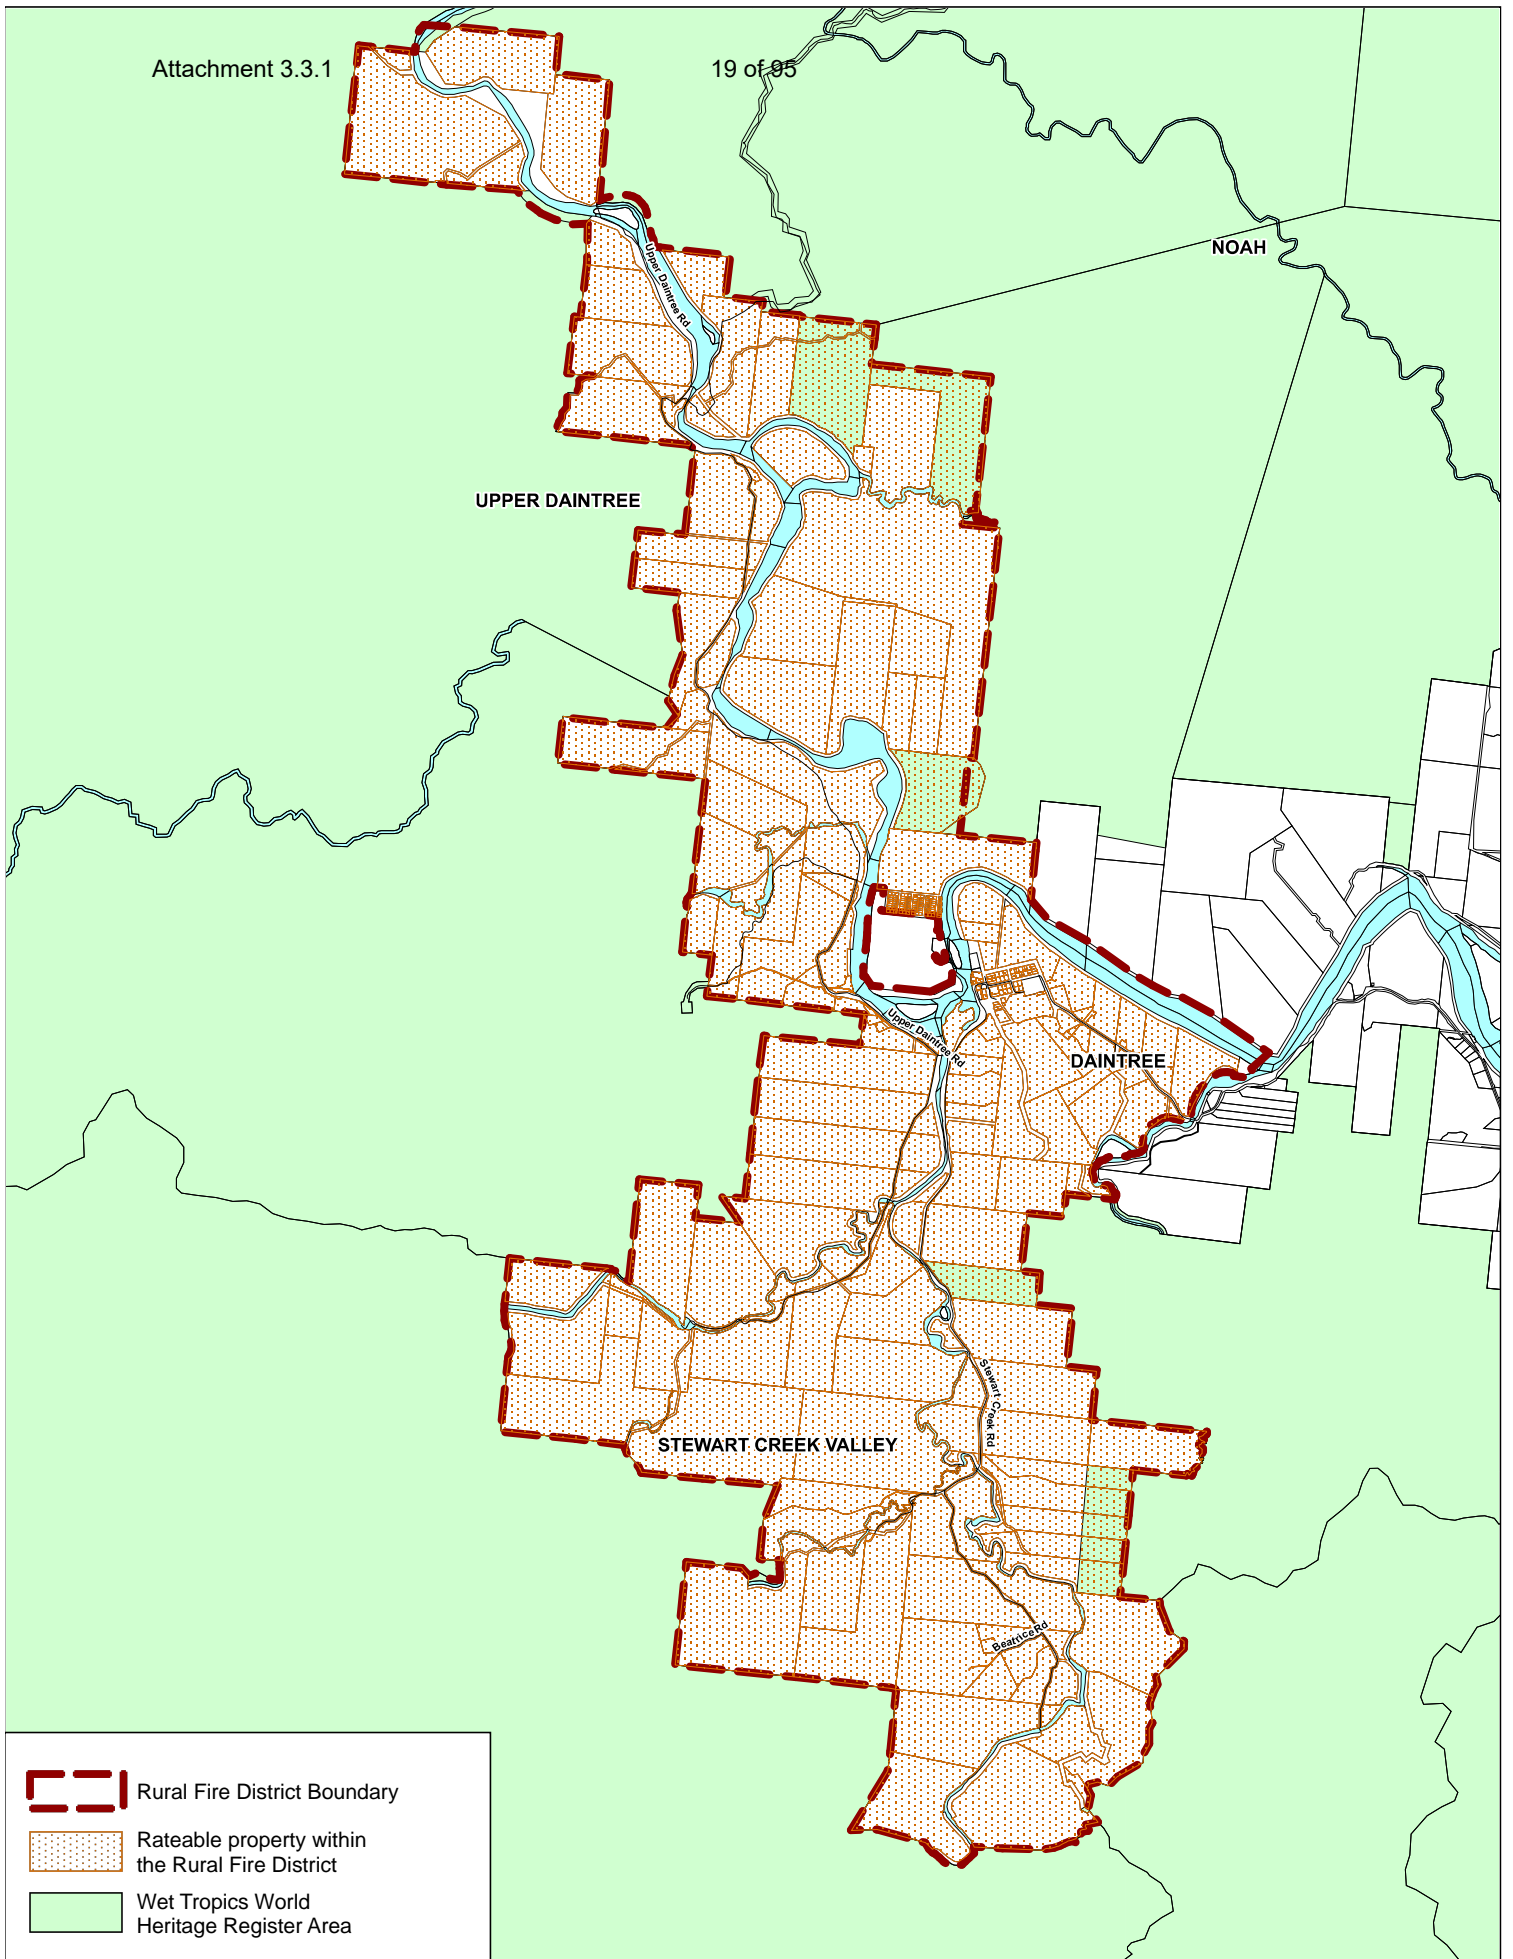 Attachment 3.3.1
19 of 95
NOAH
Upper Daintree Rd
UPPER DAINTREE
Upper Daintree Rd
DAINTREE
Stewart Creek Rd
STEWART CREEK VALLEY
Beatrice Rd
Rural Fire District Boundary
Rateable property within
the Rural Fire District
Wet Tropics World
Heritage Register Area